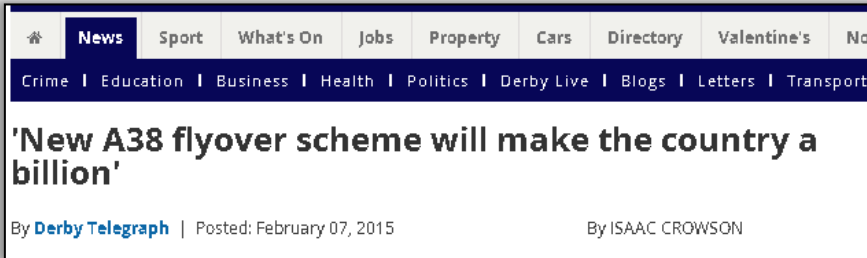 News Sport What's On Jobs Property Cars Directory Valentine's No
Crime | Education | Business | Health | Politics | Derby Live | Blogs | Letters | Transport
'New A38 flyover scheme will make the country a
billion'
By Derby Telegraph | Posted: February 07, 2015 By ISAAC CROWSON